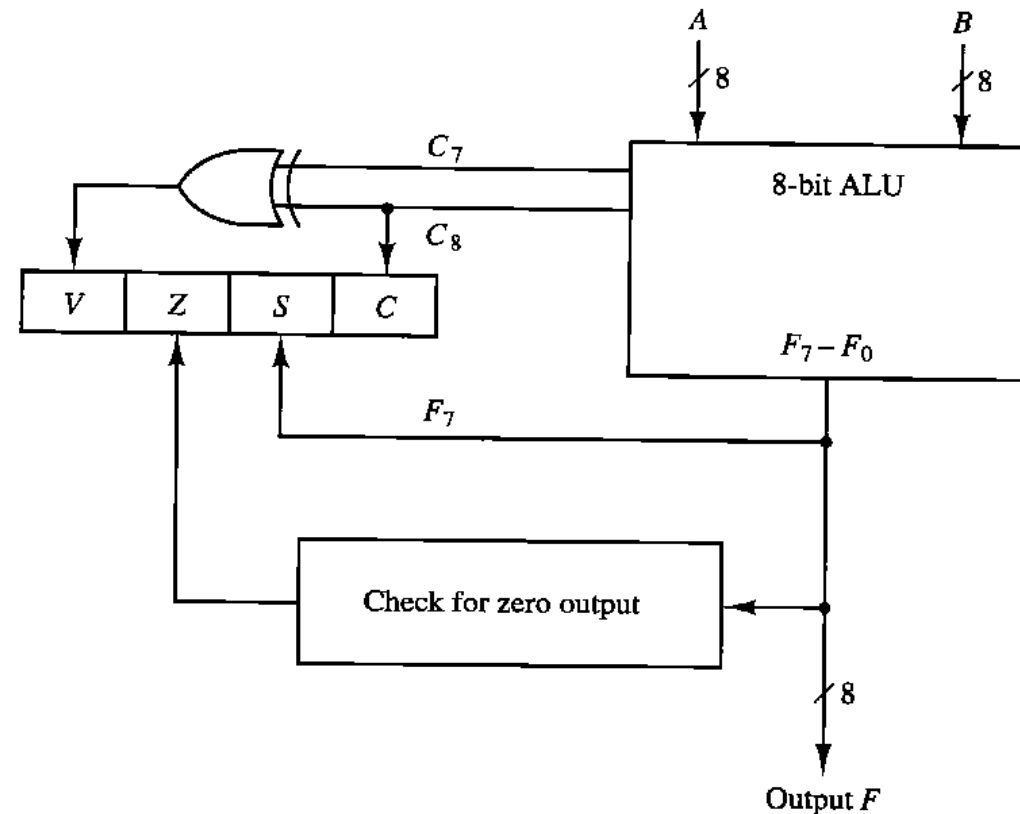 A
B
8
8
C7
8-bit ALU
C8
V Z S C
F7 – F0
F7
Check for zero output
8
Output F